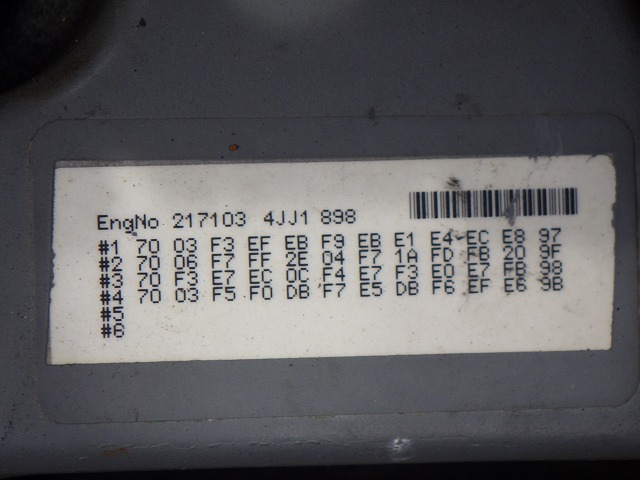 EngNo 217103 4JJ1 898
#1 70 03 F3 EF EB F9 EB E1 E4 EC E8 97
#2 70 06 F7 FF 2E 04 F7 1A FD FB 20 9F
#3 70 F3 E7 EC 0C F4 E7 F3 E0 E7 FB 98
#4 70 03 F5 F0 DB F7 E5 DB F6 EF E6 9B
#5
#6